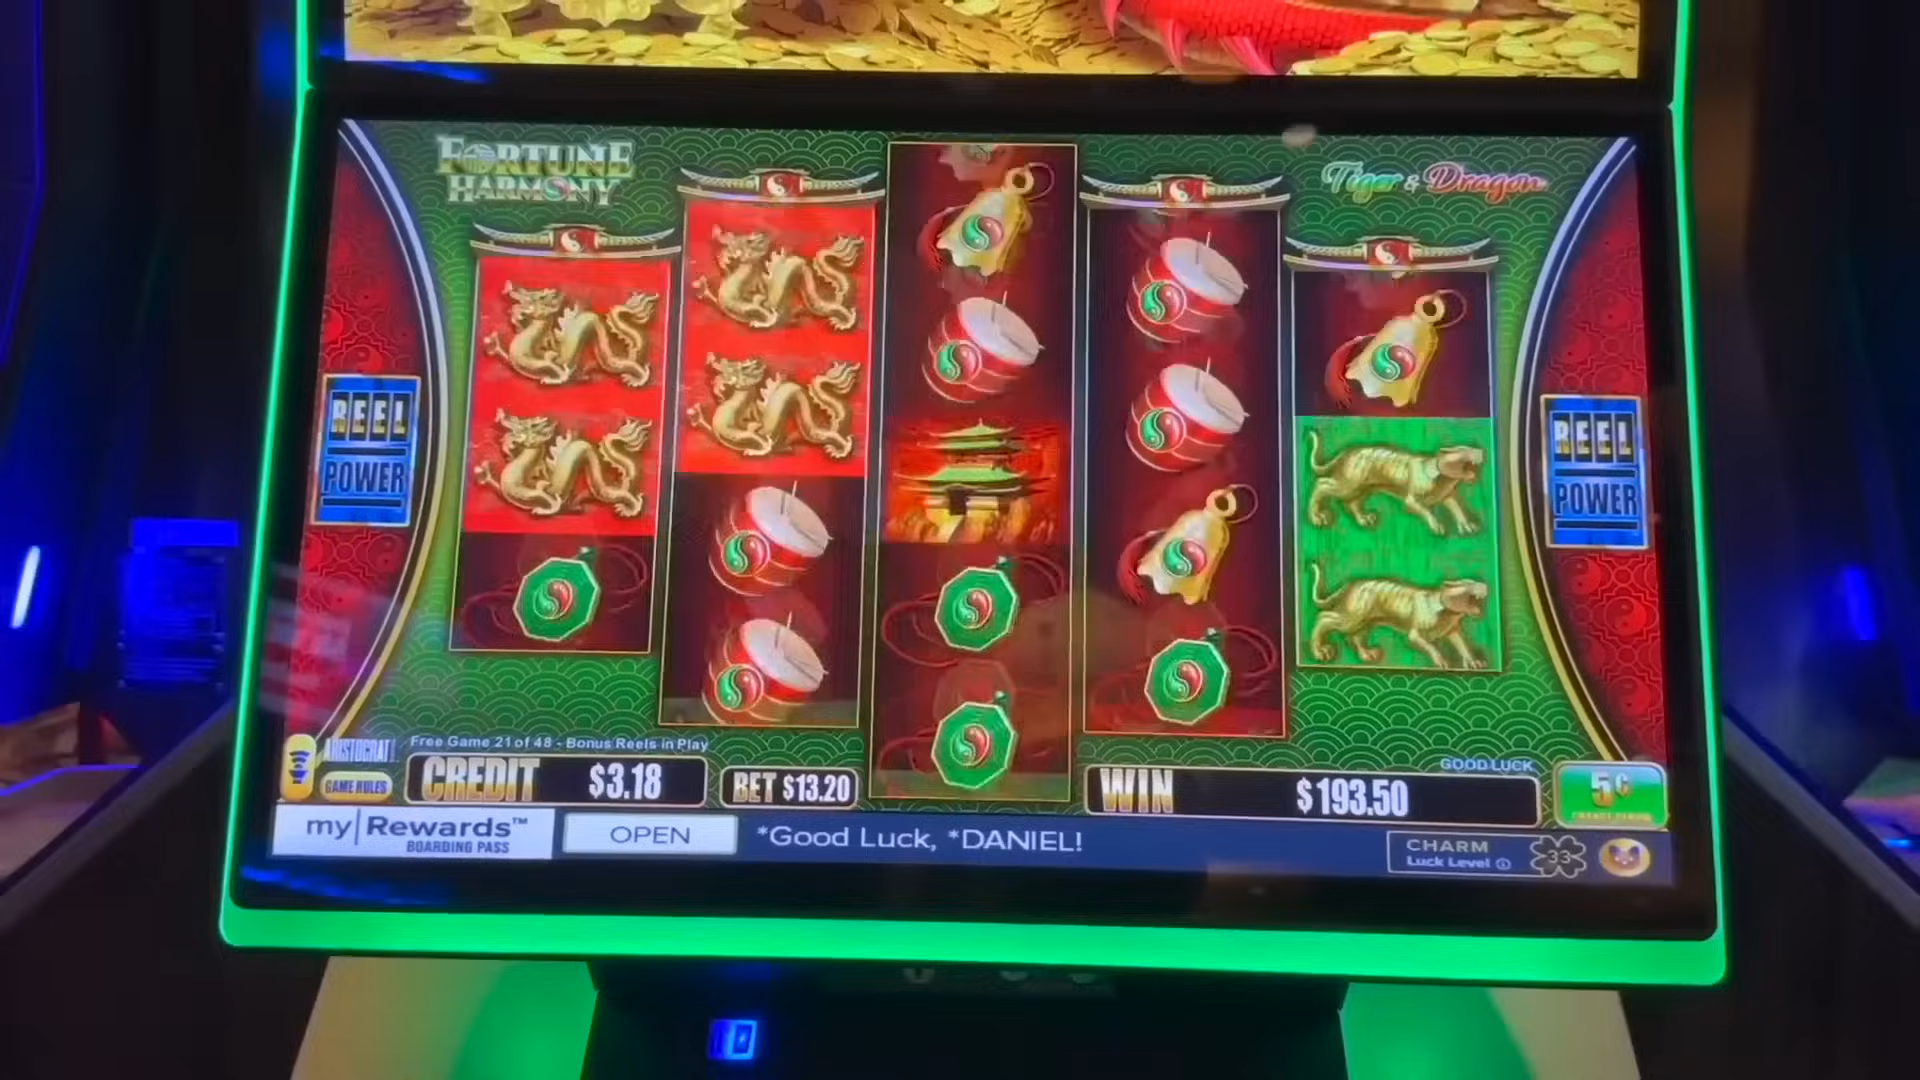 FORTUNE
HARMONY
Tiger & Dragon
REEL
POWER
REEL
POWER
ARISTOCRAT
GAME RULES
Free Game 21 of 48 - Bonus Reels in Play
CREDIT $3.18
BET $13.20
WIN $193.50
GOOD LUCK
5¢
my|Rewards™
BOARDING PASS
OPEN
*Good Luck, *DANIEL!
CHARM
Luck Level
33